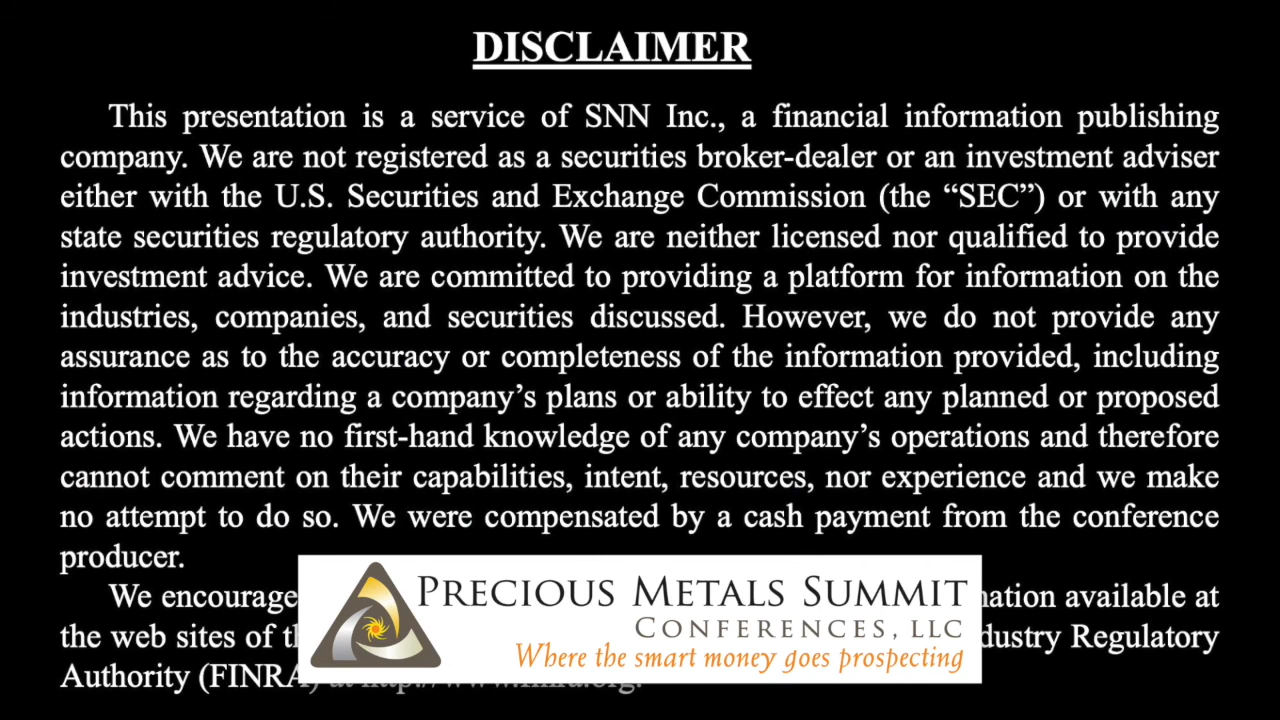 DISCLAIMER
This presentation is a service of SNN Inc., a financial information publishing
company. We are not registered as a securities broker-dealer or an investment adviser
either with the U.S. Securities and Exchange Commission (the “SEC”) or with any
state securities regulatory authority. We are neither licensed nor qualified to provide
investment advice. We are committed to providing a platform for information on the
industries, companies, and securities discussed. However, we do not provide any
assurance as to the accuracy or completeness of the information provided, including
information regarding a company’s plans or ability to effect any planned or proposed
actions. We have no first-hand knowledge of any company’s operations and therefore
cannot comment on their capabilities, intent, resources, nor experience and we make
no attempt to do so. We were compensated by a cash payment from the conference
producer.
We encourage available at
the web sites of Regulatory
Authority (FINRA)
PRECIOUS METALS SUMMIT
CONFERENCES, LLC
Where the smart money goes prospecting